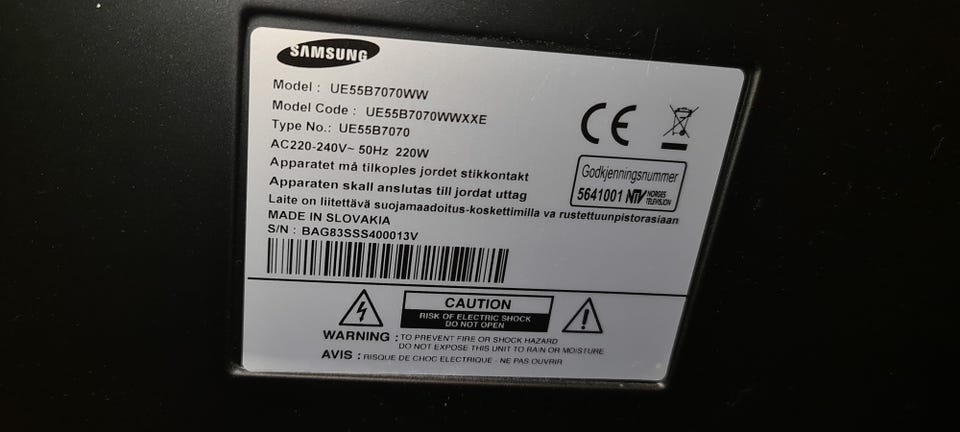 SAMSUNG
Model : UE55B7070WW
Model Code : UE55B7070WWXXE
Type No.: UE55B7070
AC220-240V~ 50Hz 220W
Apparatet må tilkoples jordet stikkontakt
Apparaten skall anslutas till jordat uttag
Laite on liitettävä suojamaadoitus-koskettimilla va rustettuunpistorasiaan
MADE IN SLOVAKIA
S/N : BAG83SSS400013V
CE
Godkjenningsnummer
5641001 NTV NORGES TELEVISJON
CAUTION
RISK OF ELECTRIC SHOCK
DO NOT OPEN
WARNING : TO PREVENT FIRE OR SHOCK HAZARD
DO NOT EXPOSE THIS UNIT TO RAIN OR MOISTURE
AVIS : RISQUE DE CHOC ELECTRIQUE - NE PAS OUVRIR